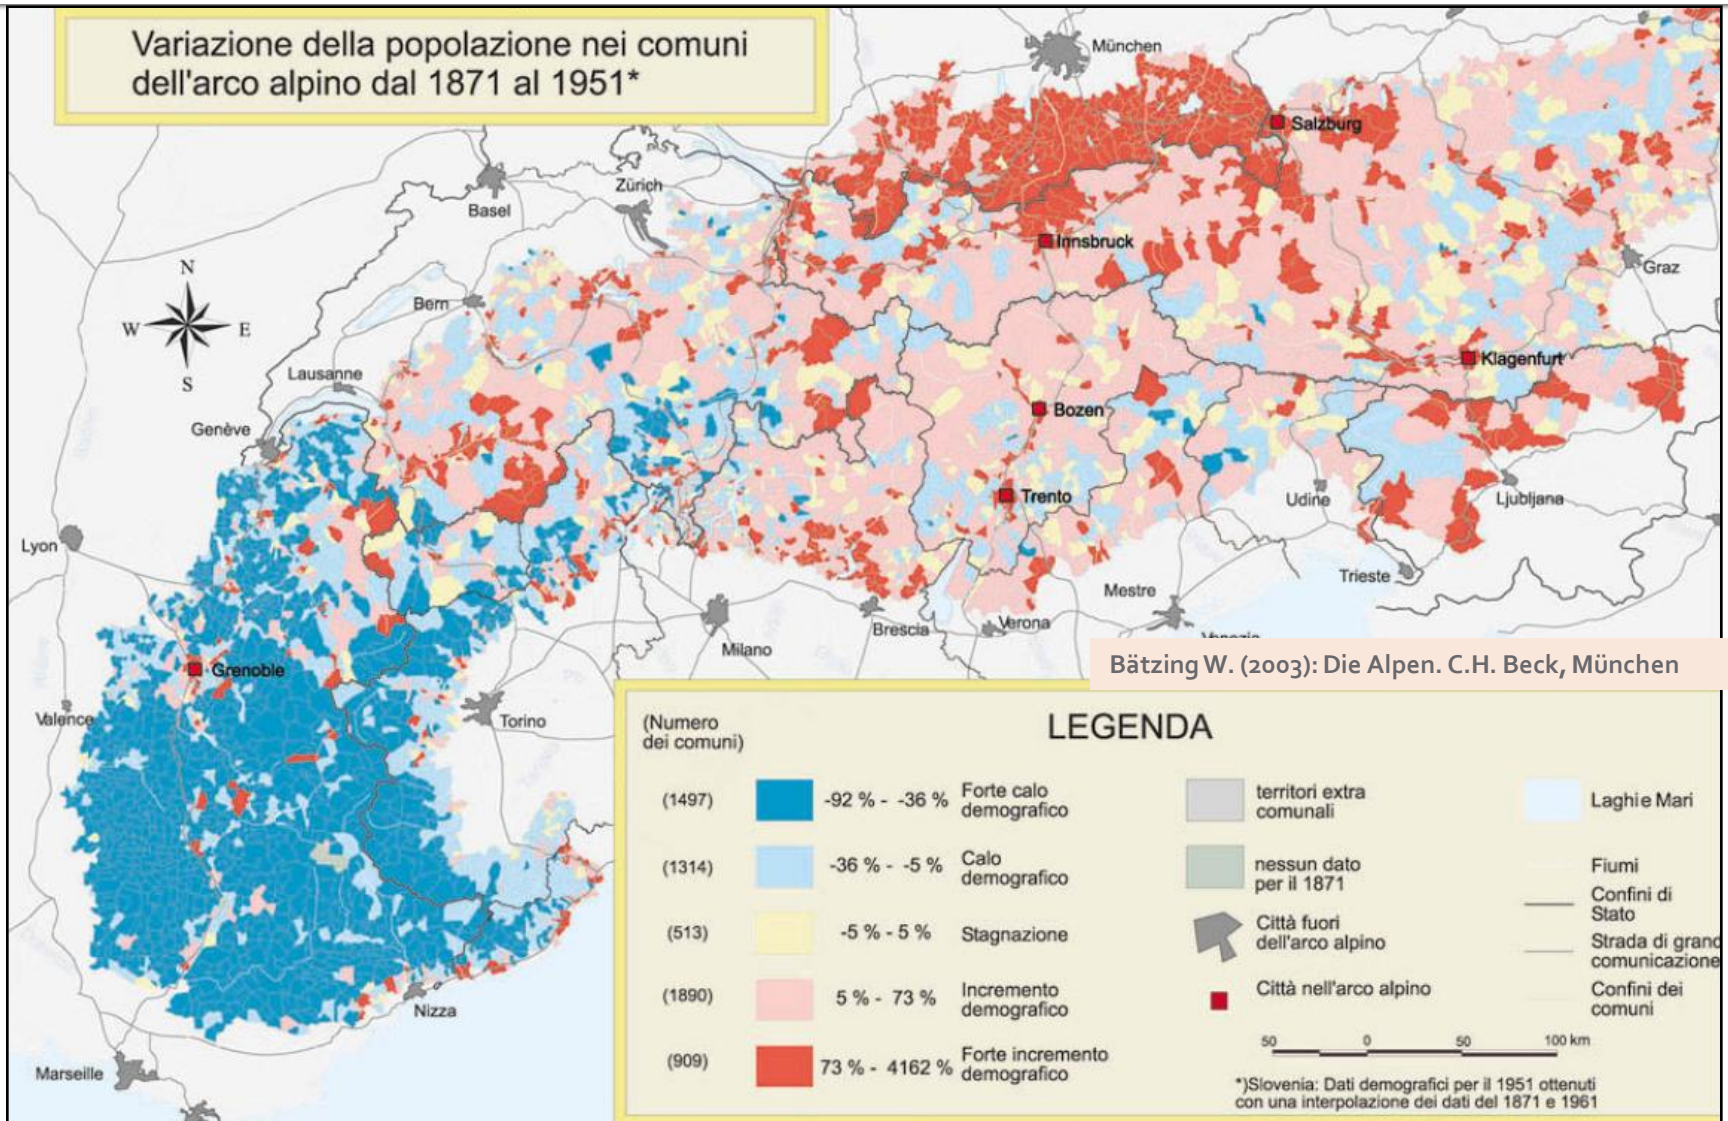 Variazione della popolazione nei comuni
dell'arco alpino dal 1871 al 1951*
München
Salzburg
Zürich
Basel
Innsbruck
Graz
N
W
E
S
Bern
Lausanne
Klagenfurt
Genève
Bozen
Trento
Udine
Ljubljana
Lyon
Trieste
Mestre
Brescia
Verona
Venezia
Milano
Grenoble
Valence
Torino
Nizza
Marseille
Bätzing W. (2003): Die Alpen. C.H. Beck, München
LEGENDA
(Numero
dei comuni)
(1497)
-92 % - -36 %
Forte calo
demografico
(1314)
-36 % - -5 %
Calo
demografico
(513)
-5 % - 5 %
Stagnazione
(1890)
5 % - 73 %
Incremento
demografico
(909)
73 % - 4162 %
Forte incremento
demografico
territori extra
comunali
nessun dato
per il 1871
Città fuori
dell'arco alpino
Città nell'arco alpino
Laghi e Mari
Fiumi
Confini di
Stato
Strada di grand
comunicazione
Confini dei
comuni
50
0
50
100 km
*)Slovenia: Dati demografici per il 1951 ottenuti
con una interpolazione dei dati del 1871 e 1961